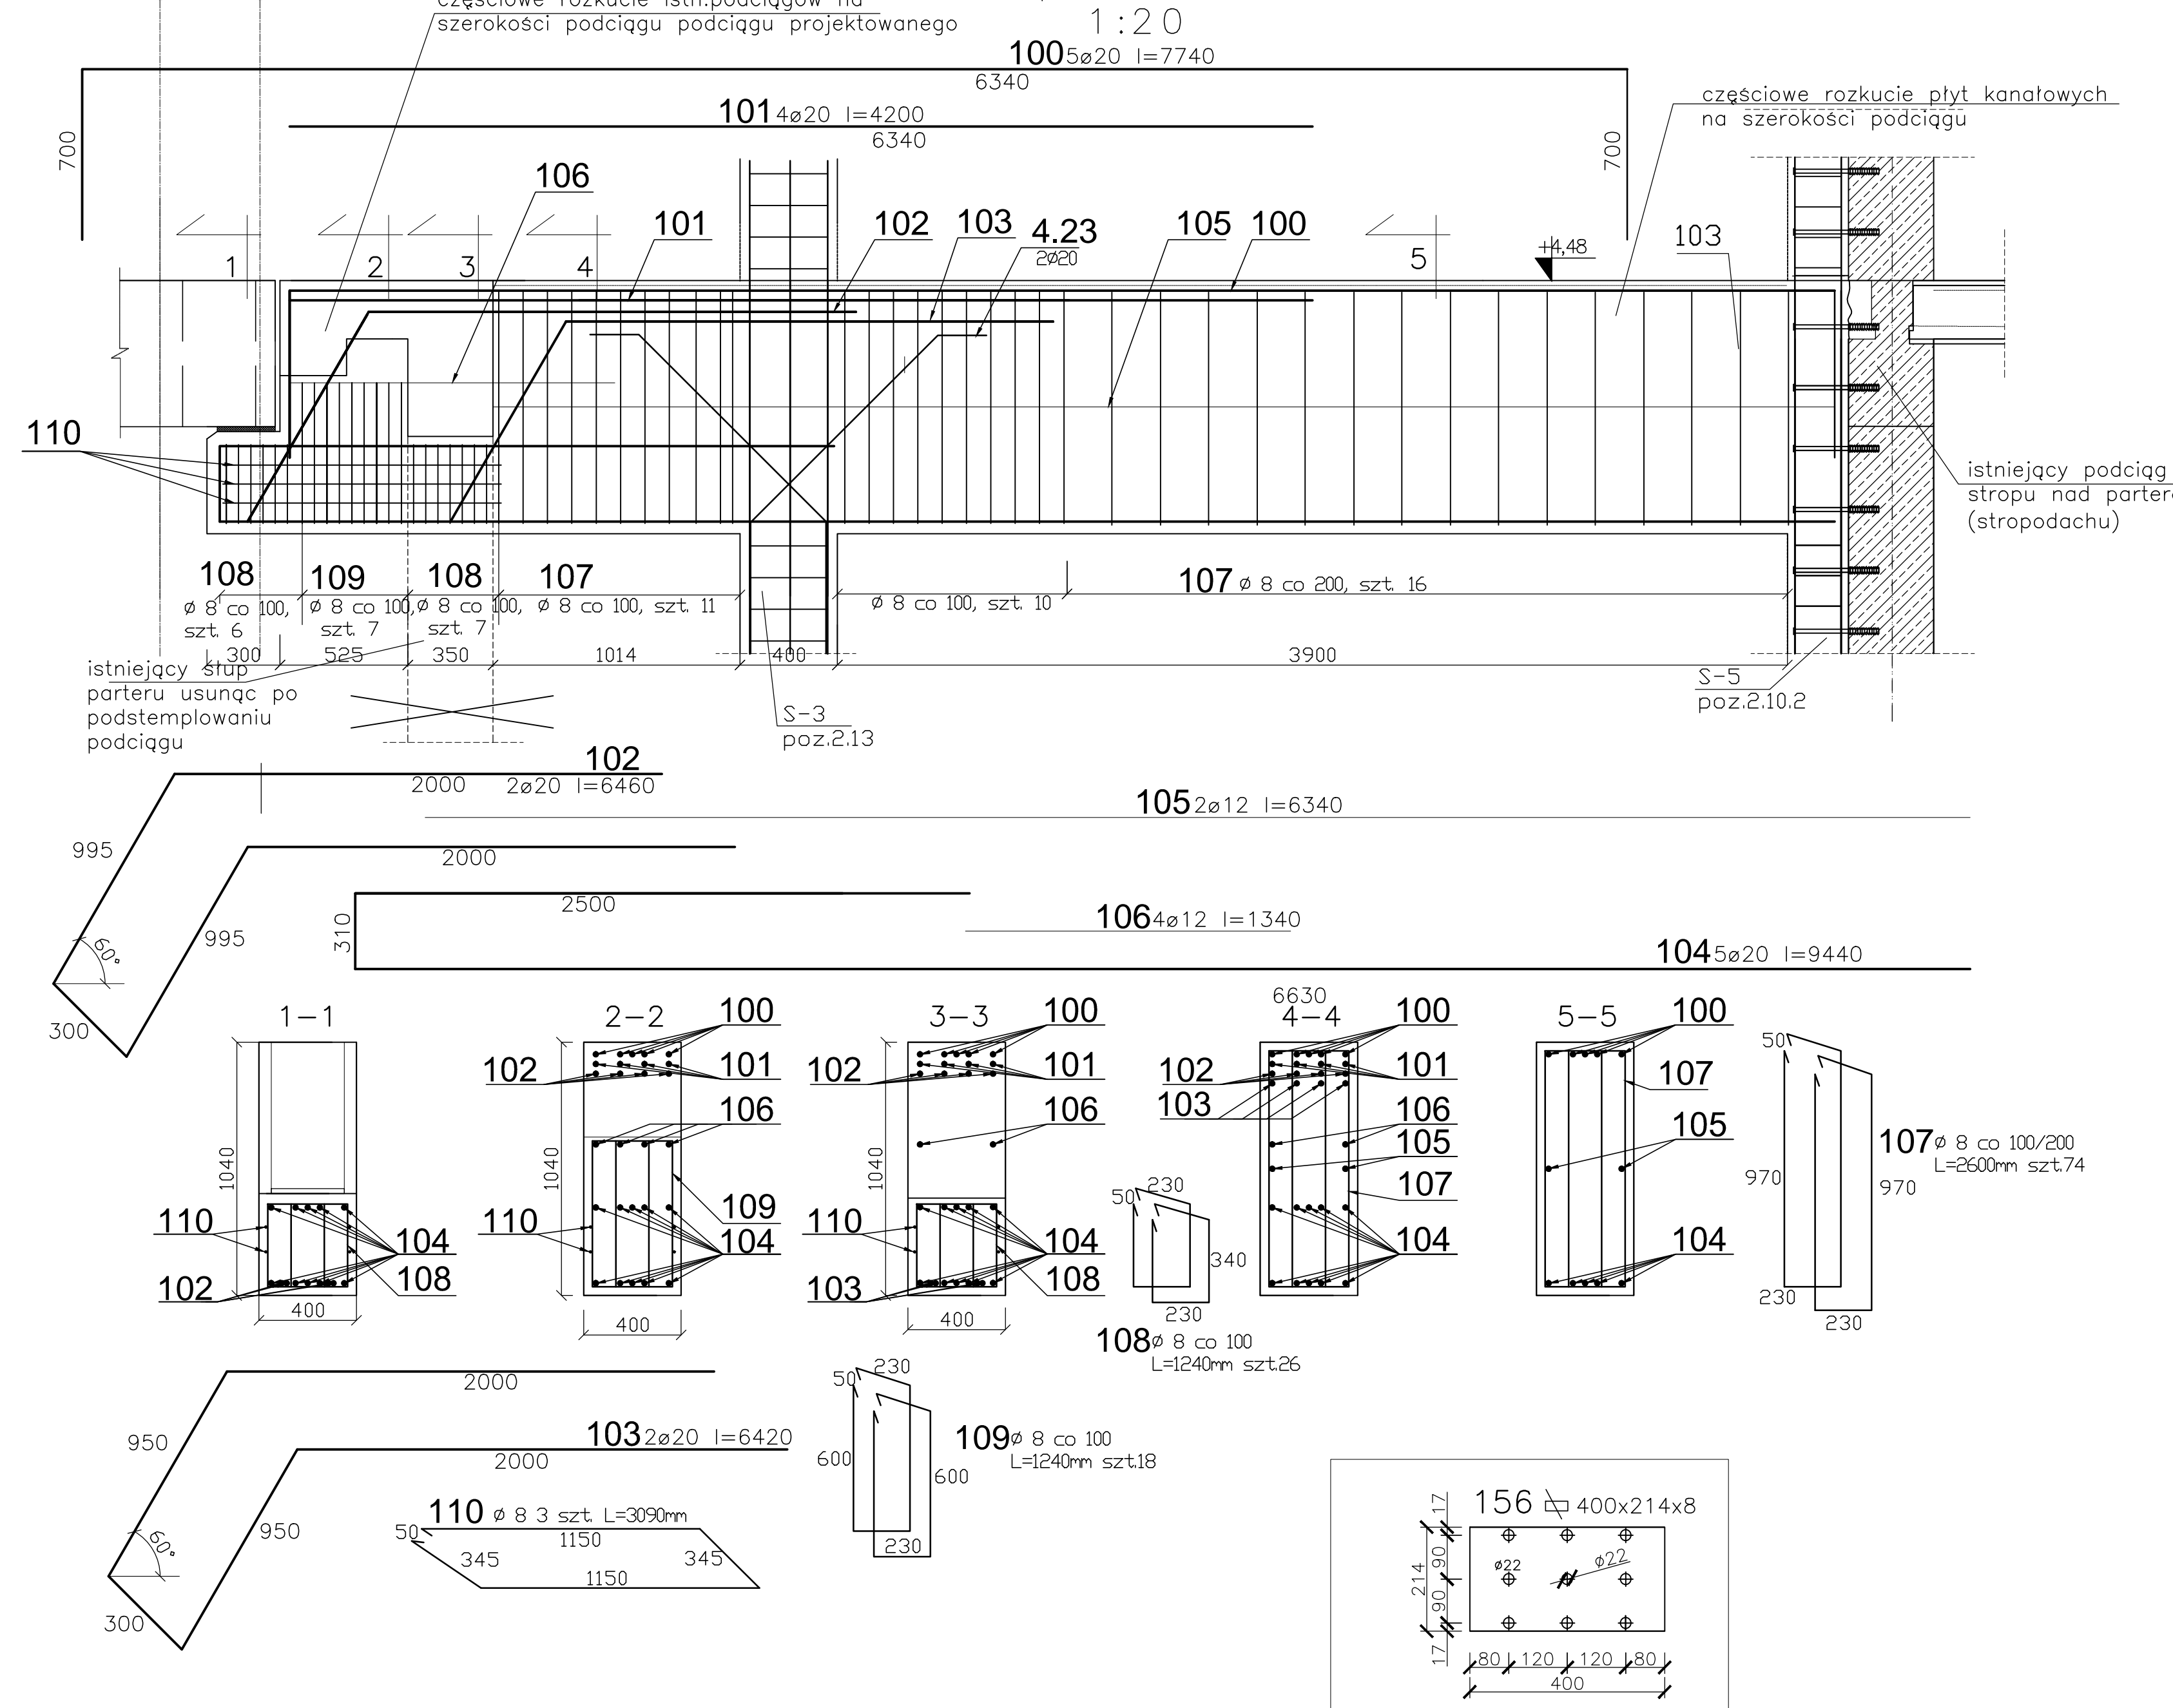 częściowe rozkucie istn.podciągów na
szerokości podciągu podciągu projektowanego
1:20
100 5ø20 l=7740
6340
700
700
101 4ø20 l=4200
6340
częściowe rozkucie płyt kanałowych
na szerokości podciągu
106
101
102
103
4.23
2ø20
105
100
+4,48
103
1
2
3
4
5
110
istniejący podciąg
stropu nad
(stropodachu)
108
ø 8 co 100,
szt. 6
109
ø 8 co 100,
szt. 7
108
ø 8 co 100,
szt. 7
107
ø 8 co 100, szt. 11
ø 8 co 100, szt. 10
107 ø 8 co 200, szt. 16
300
525
350
1014
400
3900
istniejący słup
parteru usunąc po
podstemplowaniu
podciągu
S-3
poz.2.13
S-5
poz.2.10.2
102
2000
2ø20 l=6460
995
2000
995
60°
300
105 2ø12 l=6340
2500
310
106 4ø12 l=1340
104 5ø20 l=9440
6630
1-1
1040
110
102
104
108
400
2-2
100
102
101
106
1040
109
110
104
400
3-3
100
102
101
106
1040
110
104
103
108
400
4-4
100
102
101
103
106
105
107
104
5-5
100
107
105
104
50
970
970
230
230
107 ø 8 co 100/200
L=2600mm szt.74
50
230
340
230
108 ø 8 co 100
L=1240mm szt.26
2000
950
103 2ø20 l=6420
2000
950
60°
300
50
230
600
600
230
109 ø 8 co 100
L=1240mm szt.18
110 ø 8 3 szt. L=3090mm
50
1150
345
345
1150
156 400x214x8
17
90
90
17
214
ø22
ø22
80
120
120
80
400